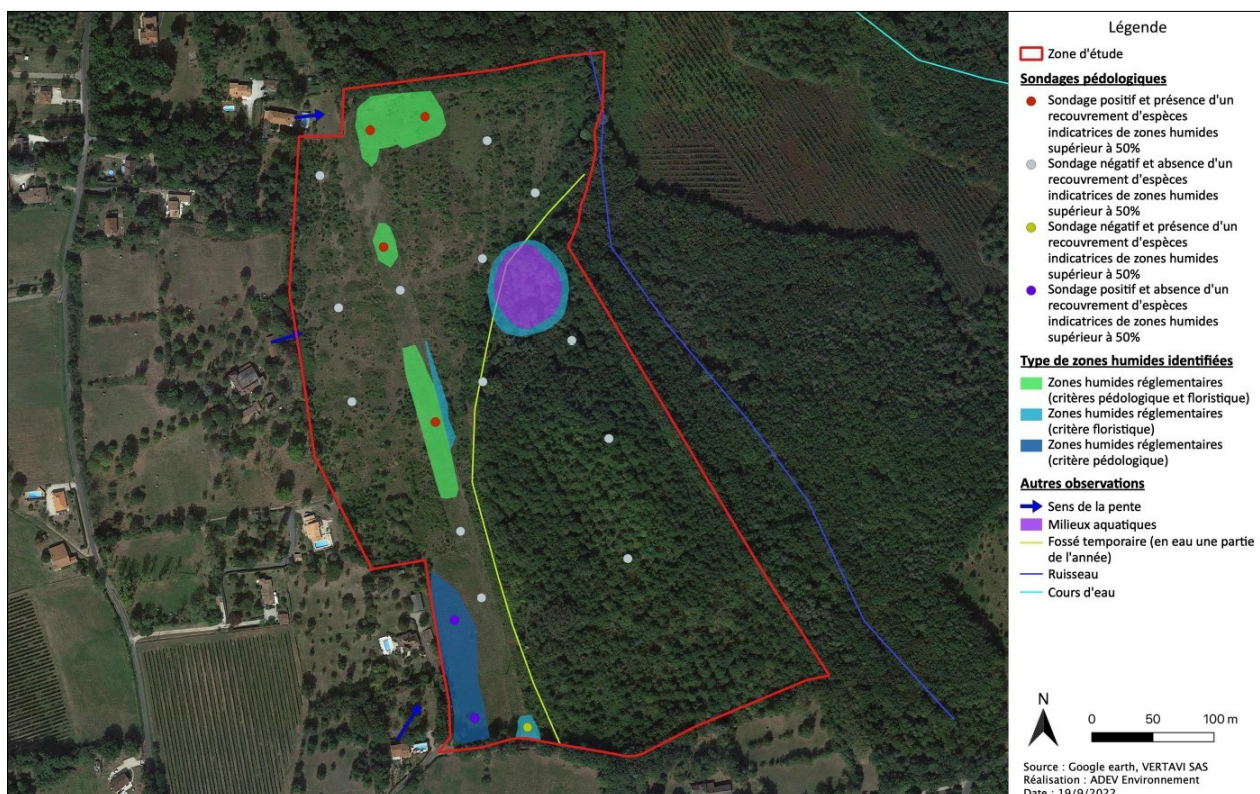 Légende
Zone d'étude
Sondages pédologiques
Sondage positif et présence d'un
recouvrement d'espèces
indicatrices de zones humides
supérieur à 50%
Sondage négatif et absence d'un
recouvrement d'espèces
indicatrices de zones humides
supérieur à 50%
Sondage négatif et présence d'un
recouvrement d'espèces
indicatrices de zones humides
supérieur à 50%
Sondage positif et absence d'un
recouvrement d'espèces
indicatrices de zones humides
supérieur à 50%
Type de zones humides identifiées
Zones humides réglementaires
(critères pédologique et floristique)
Zones humides réglementaires
(critère floristique)
Zones humides réglementaires
(critère pédologique)
Autres observations
Sens de la pente
Milieux aquatiques
Fossé temporaire (en eau une partie
de l'année)
Ruisseau
Cours d'eau
N
0 50 100 m
Source : Google earth, VERTAVI SAS
Réalisation : ADEV Environnement
Date : 19/9/2022